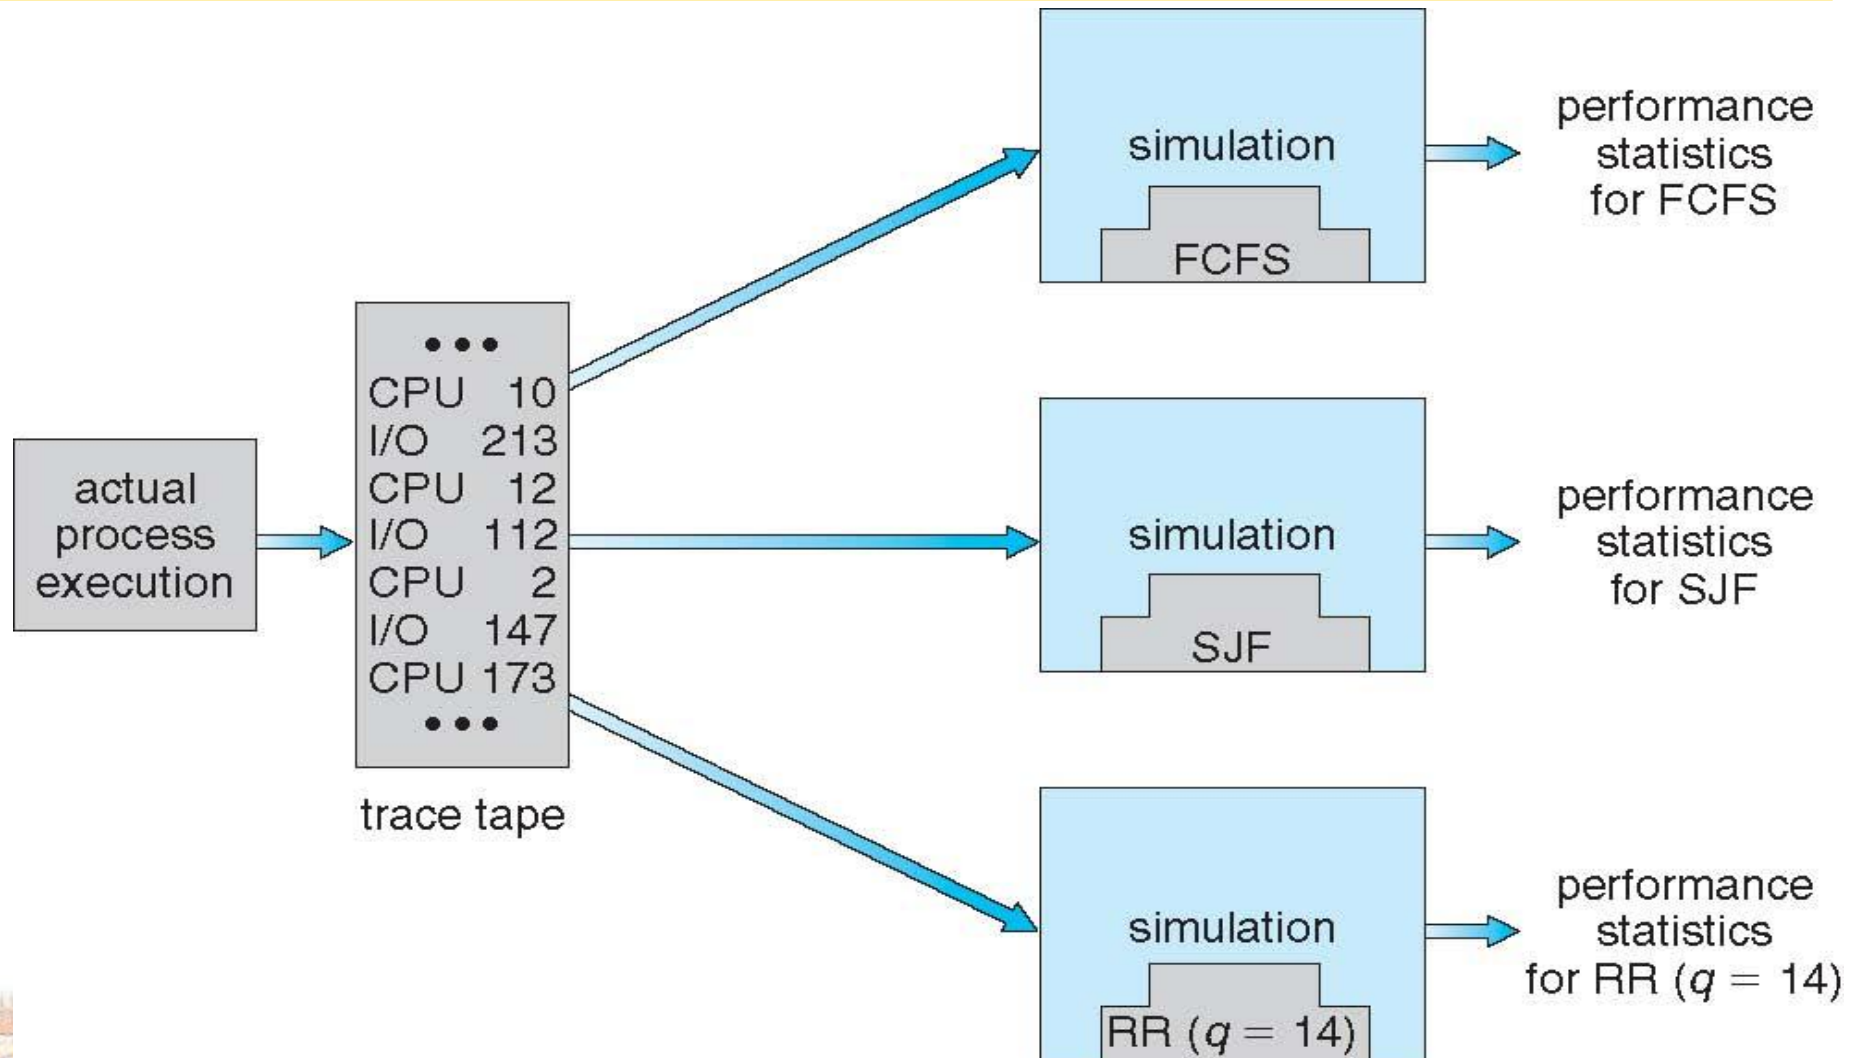 actual
process
execution
• • •
CPU 10
I/O 213
CPU 12
I/O 112
CPU 2
I/O 147
CPU 173
• • •
trace tape
simulation
FCFS
performance
statistics
for FCFS
simulation
SJF
performance
statistics
for SJF
simulation
RR (q = 14)
performance
statistics
for RR (q = 14)